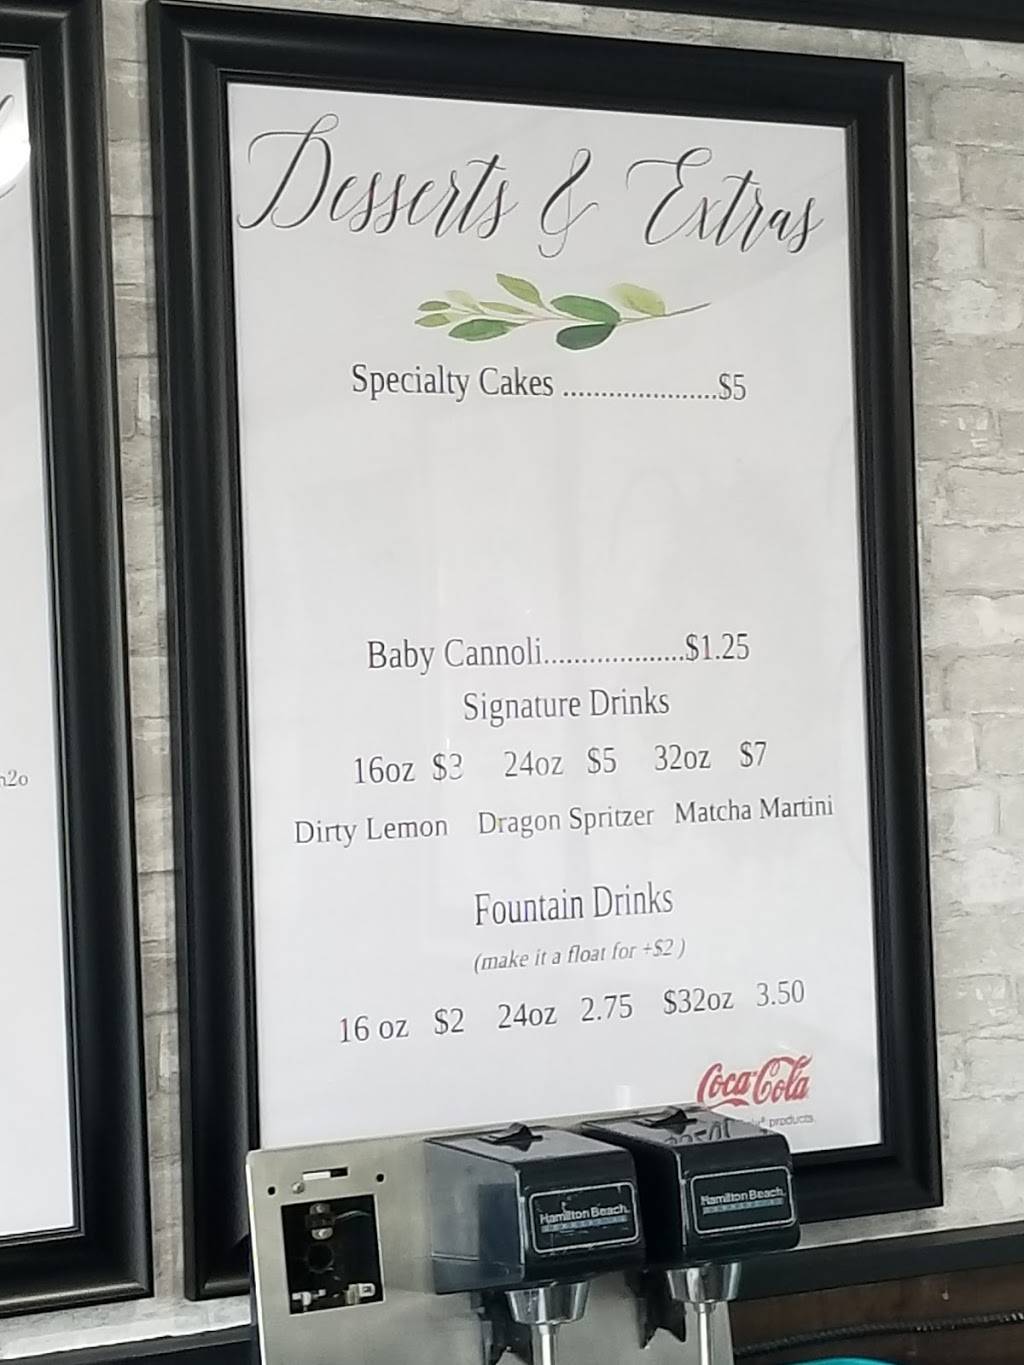 Desserts & Extras
Specialty Cakes .....................$5
Baby Cannoli...................$1.25
Signature Drinks
16oz $3 24oz $5 32oz $7
Dirty Lemon Dragon Spritzer Matcha Martini
Fountain Drinks
(make it a float for +$2 )
16 oz $2 24oz 2.75 $32oz 3.50
Coca-Cola
products.
Hamilton Beach.
Hamilton Beach.
h2o